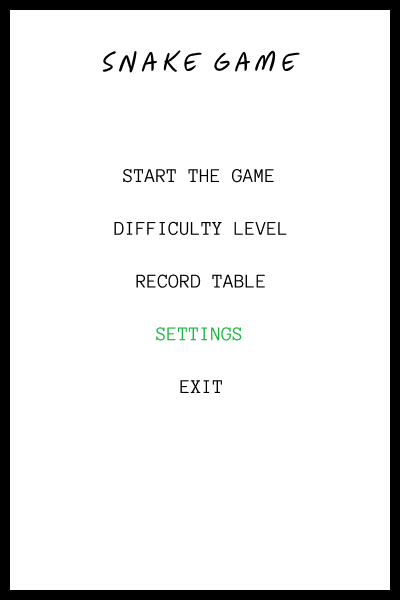 SNAKE GAME
START THE GAME
DIFFICULTY LEVEL
RECORD TABLE
SETTINGS
EXIT